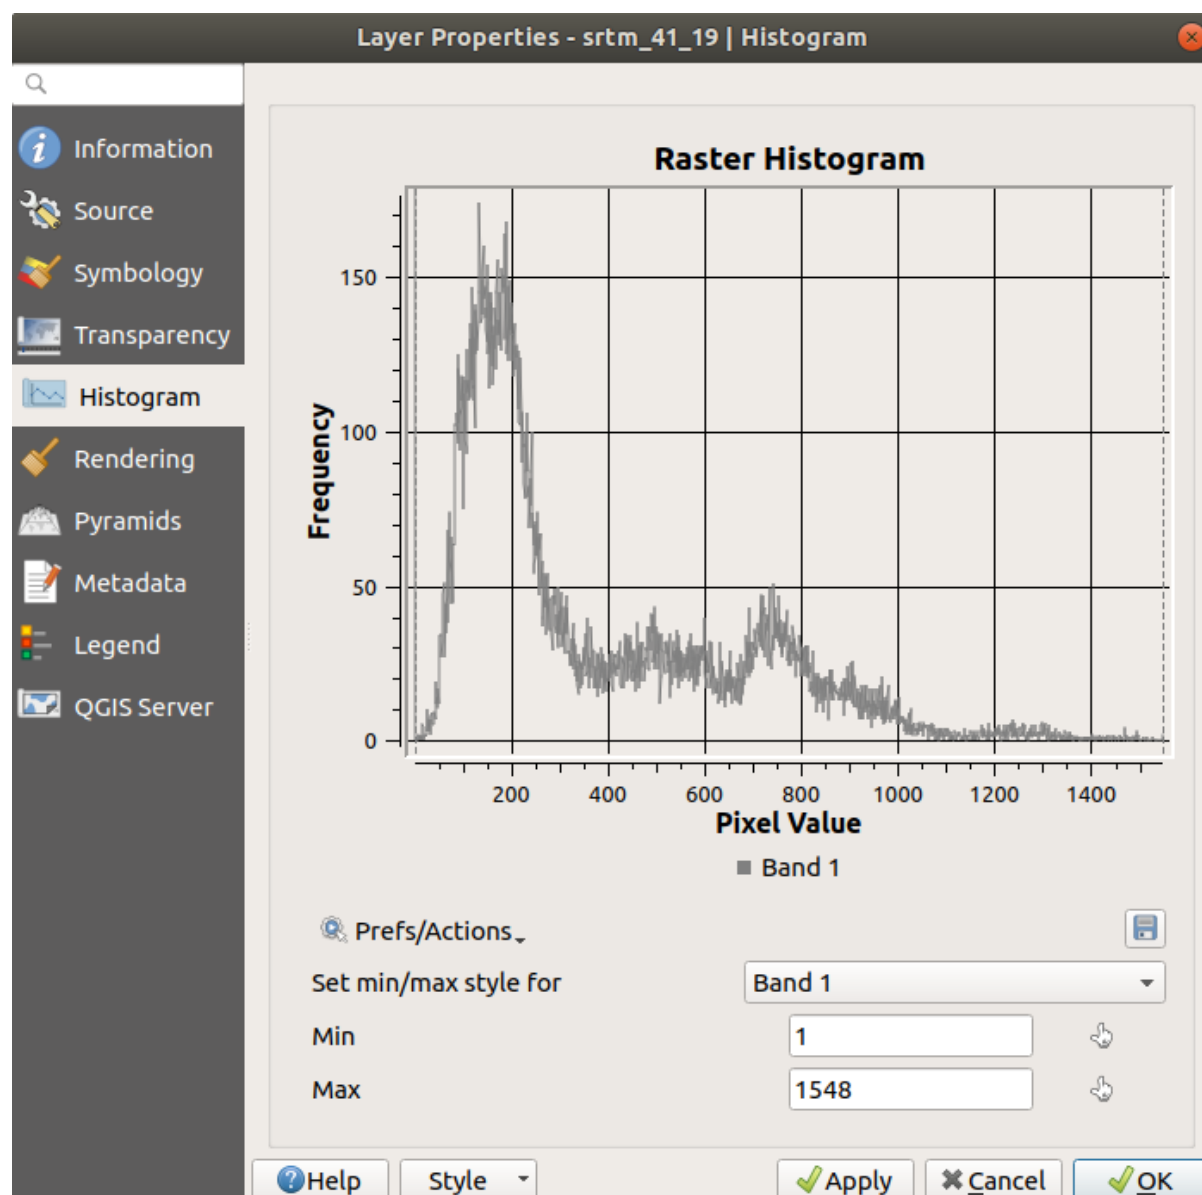 Layer Properties - srtm_41_19 | Histogram
Information
Source
Symbology
Transparency
Histogram
Rendering
Pyramids
Metadata
Legend
QGIS Server
Raster Histogram
Frequency
150
100
50
0
200 400 600 800 1000 1200 1400
Pixel Value
Band 1
Prefs/Actions
Set min/max style for Band 1
Min 1
Max 1548
Help Style Apply Cancel OK